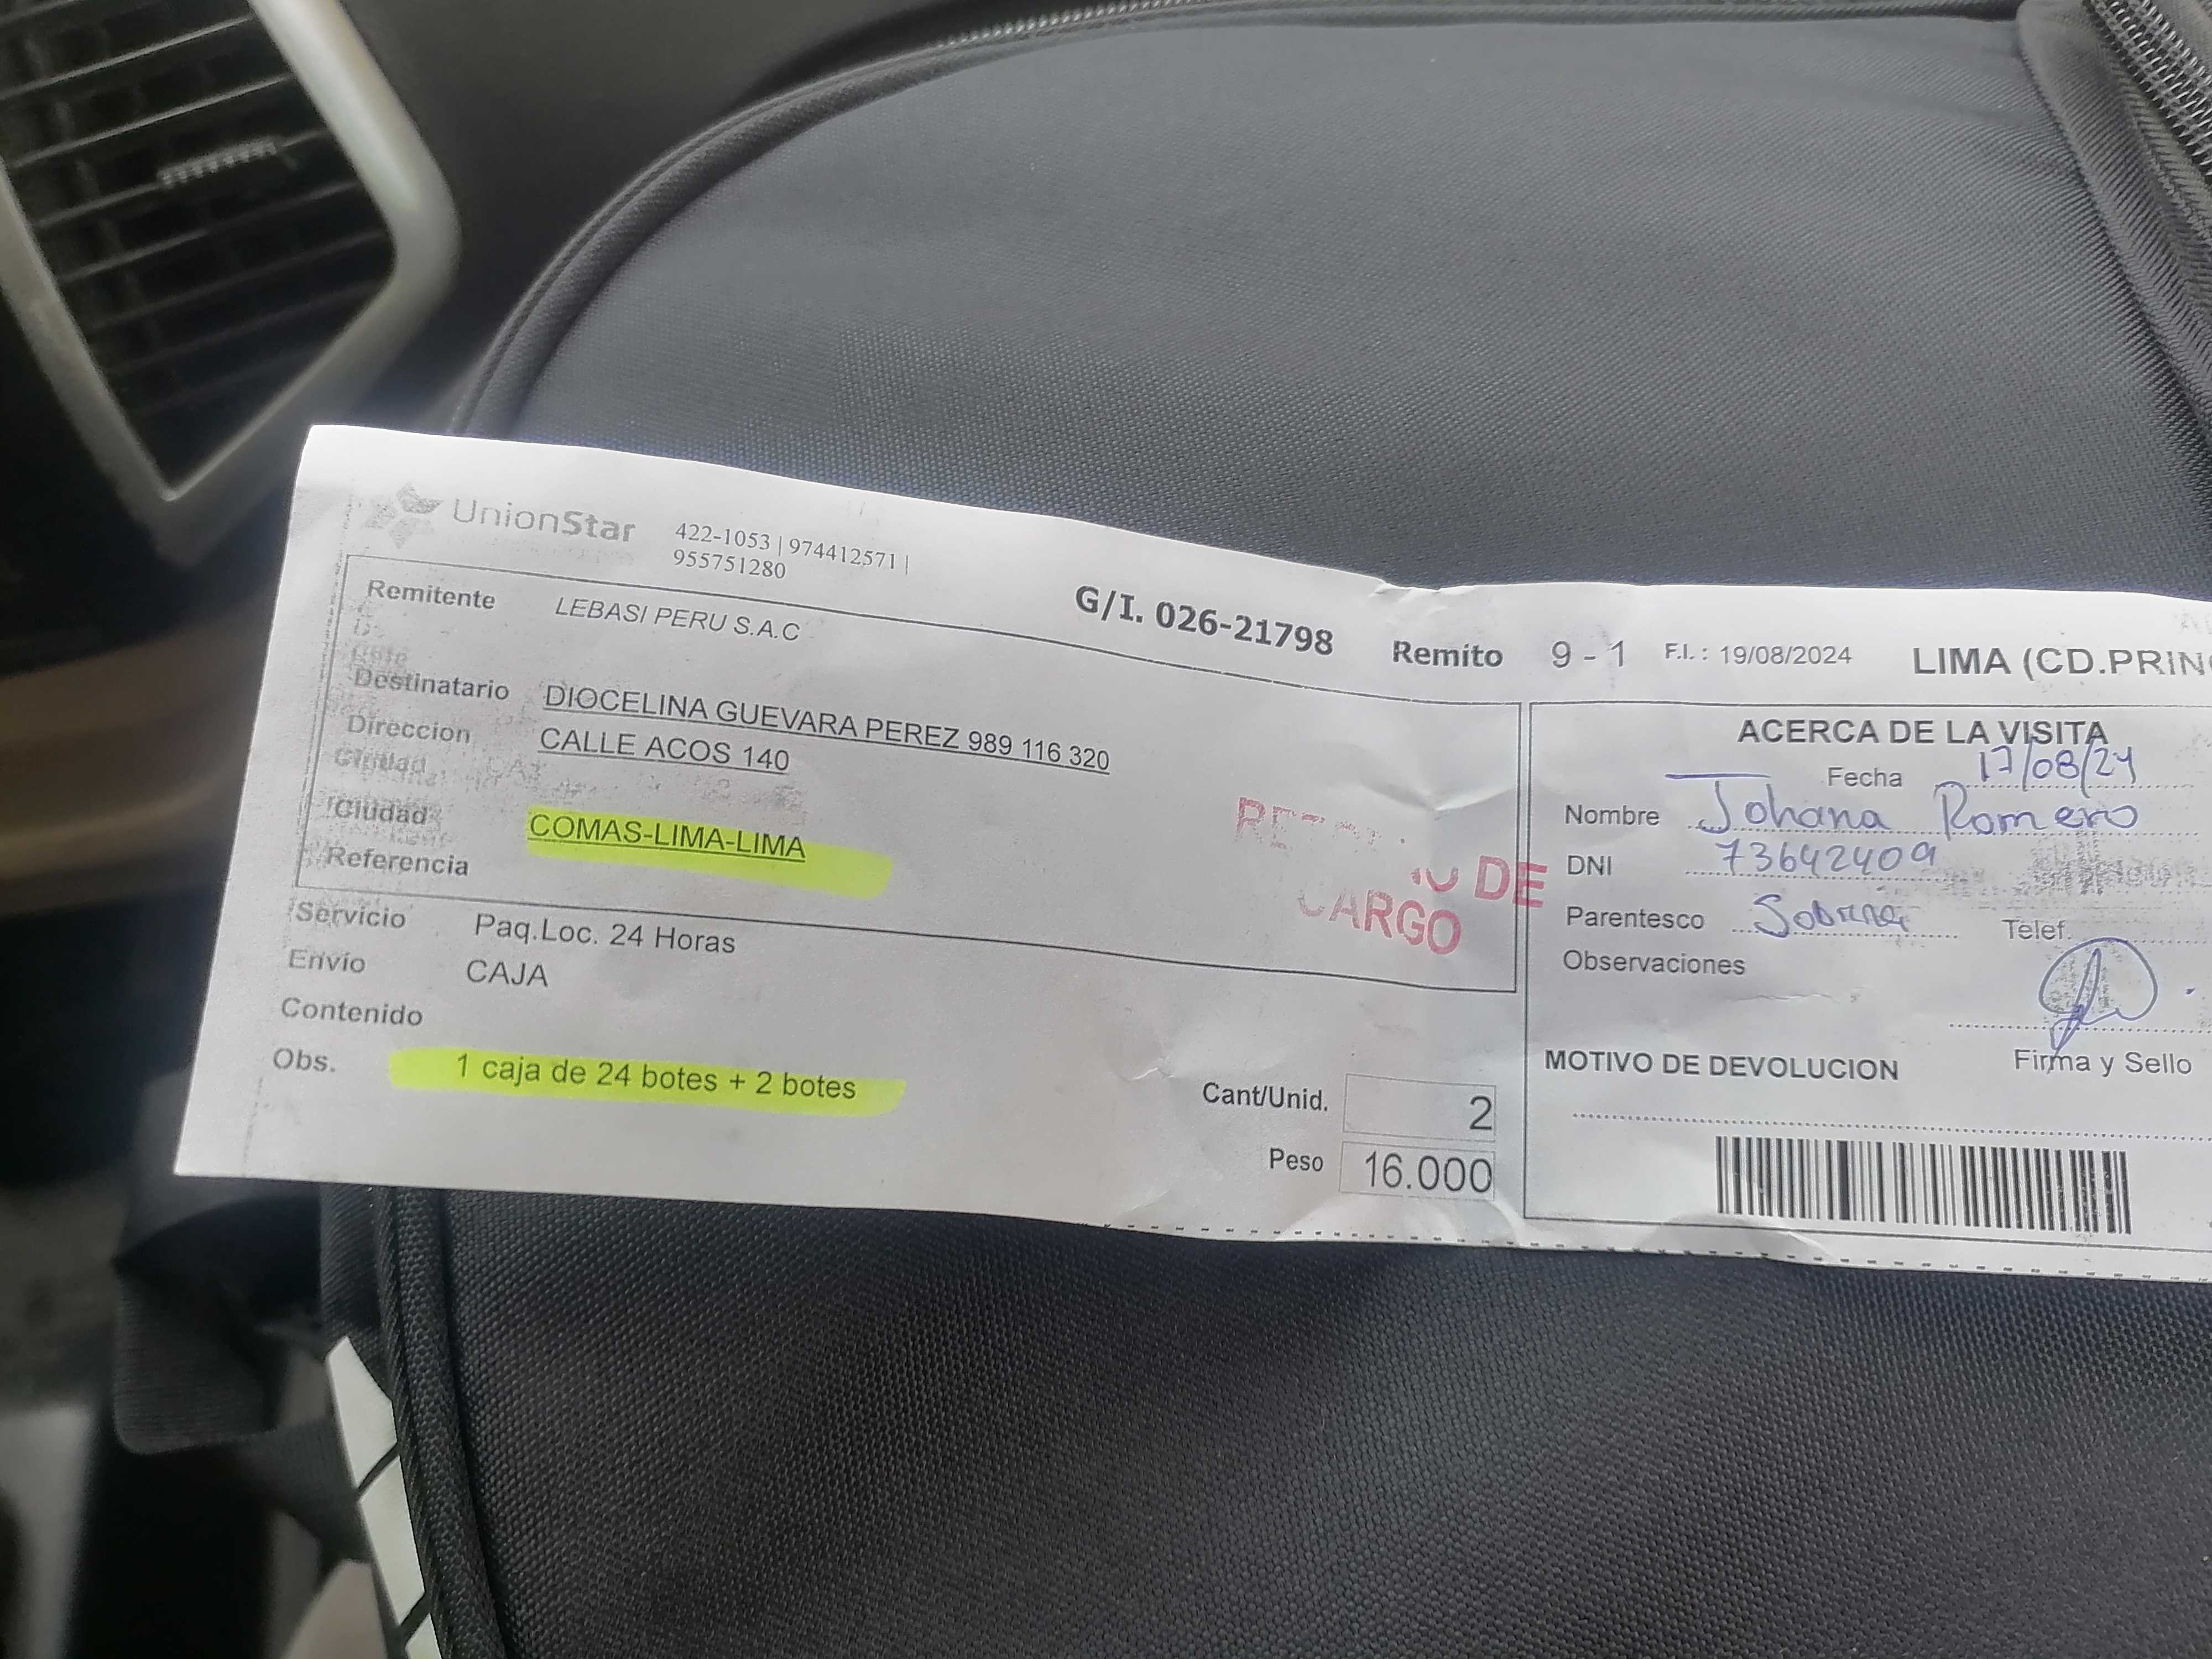 UnionStar
422-1053 | 974412571 |
955751280
G/I. 026-21798
Remito 9 - 1 F.I.: 19/08/2024 LIMA (CD.PRIN
Remitente LEBASI PERU S.A.C
Destinatario DIOCELINA GUEVARA PEREZ 989 116 320
Direccion CALLE ACOS 140
Ciudad
Ciudad COMAS-LIMA-LIMA
Referencia
DE
CARGO
Servicio Paq.Loc. 24 Horas
Envío CAJA
Contenido
Obs. 1 caja de 24 botes + 2 botes
Cant/Unid. 2
Peso 16.000
ACERCA DE LA VISITA
Fecha 17/08/24
Nombre Johana Romero
DNI 73642409
Parentesco Sobrina Telef.
Observaciones
Firma y Sello
MOTIVO DE DEVOLUCION